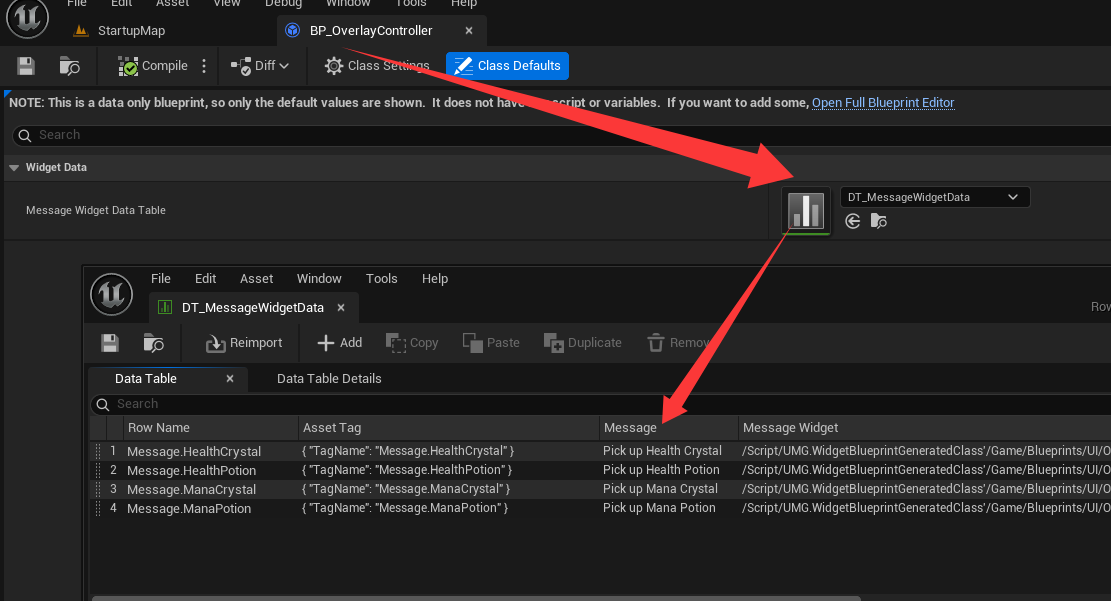 File Edit Asset View Debug Window Tools Help
StartupMap BP_OverlayController
Compile Diff Class Settings Class Defaults
NOTE: This is a data only blueprint, so only the default values are shown. It does not have script or variables. If you want to add some, Open Full Blueprint Editor
Search
Widget Data
Message Widget Data Table DT_MessageWidgetData
File Edit Asset Window Tools Help
DT_MessageWidgetData Row
Reimport Add Copy Paste Duplicate Remov
Data Table Data Table Details
Search
Row Name Asset Tag Message Message Widget
1 Message.HealthCrystal { "TagName": "Message.HealthCrystal" } Pick up Health Crystal /Script/UMG.WidgetBlueprintGeneratedClass'/Game/Blueprints/UI/O
2 Message.HealthPotion { "TagName": "Message.HealthPotion" } Pick up Health Potion /Script/UMG.WidgetBlueprintGeneratedClass'/Game/Blueprints/UI/O
3 Message.ManaCrystal { "TagName": "Message.ManaCrystal" } Pick up Mana Crystal /Script/UMG.WidgetBlueprintGeneratedClass'/Game/Blueprints/UI/O
4 Message.ManaPotion { "TagName": "Message.ManaPotion" } Pick up Mana Potion /Script/UMG.WidgetBlueprintGeneratedClass'/Game/Blueprints/UI/O